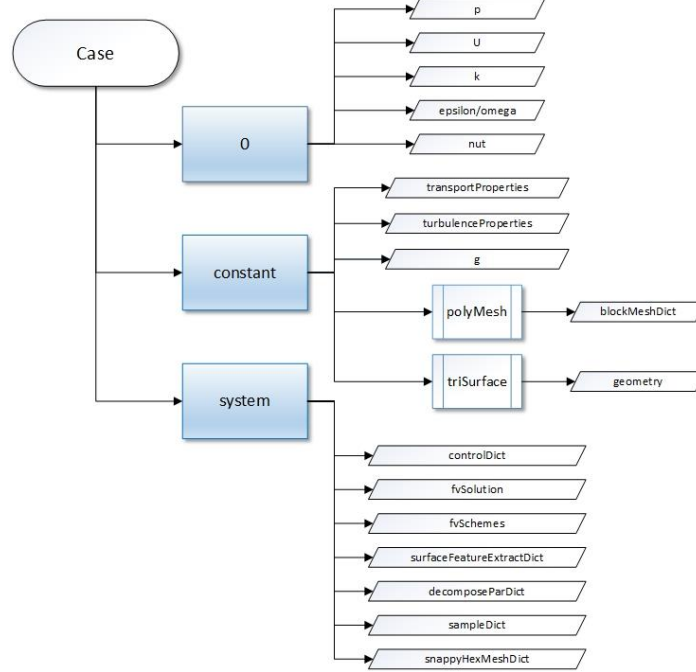 Case
p
U
k
epsilon/omega
0
nut
transportProperties
turbulenceProperties
g
constant
polyMesh
blockMeshDict
triSurface
geometry
system
controlDict
fvSolution
fvSchemes
surfaceFeatureExtractDict
decomposeParDict
sampleDict
snappyHexMeshDict